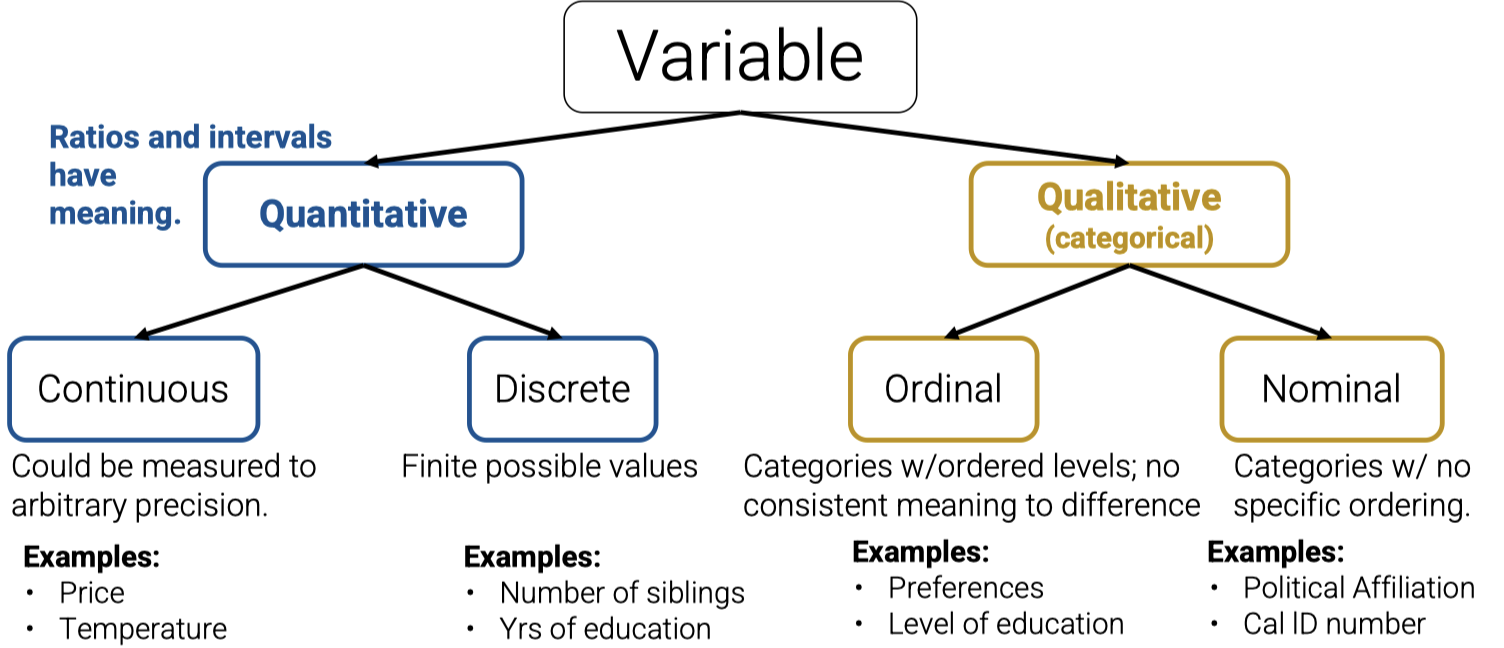 Variable
Ratios and intervals
have
meaning.
Quantitative
Qualitative
(categorical)
Continuous
Discrete
Ordinal
Nominal
Could be measured to
arbitrary precision.
Finite possible values
Categories w/ordered levels; no
consistent meaning to difference
Categories w/ no
specific ordering.
Examples:
• Price
• Temperature
Examples:
• Number of siblings
• Yrs of education
Examples:
• Preferences
• Level of education
Examples:
• Political Affiliation
• Cal ID number